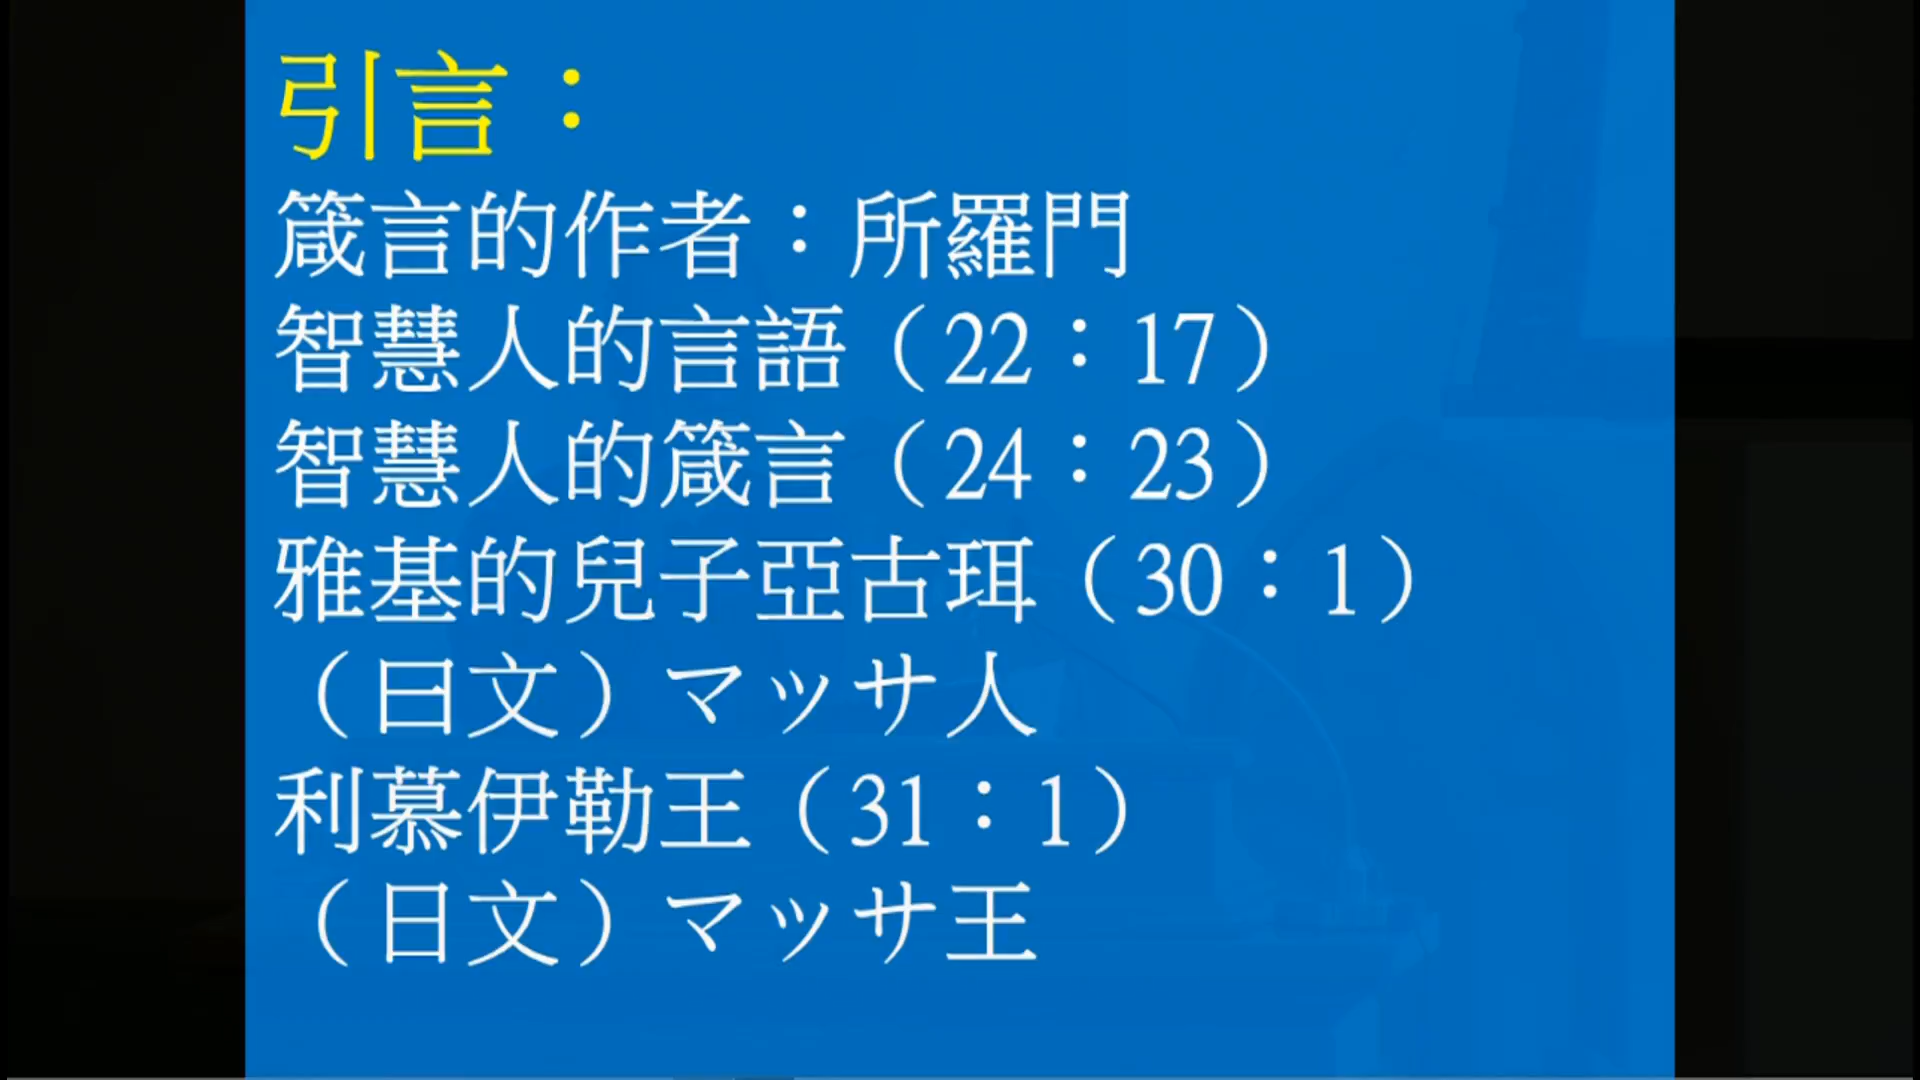 引言：
箴言的作者：所羅門
智慧人的言語（22：17）
智慧人的箴言（24：23）
雅基的兒子亞古珥（30：1）
（曰文）マッサ人
利慕伊勒王（31：1）
（日文）マッサ王